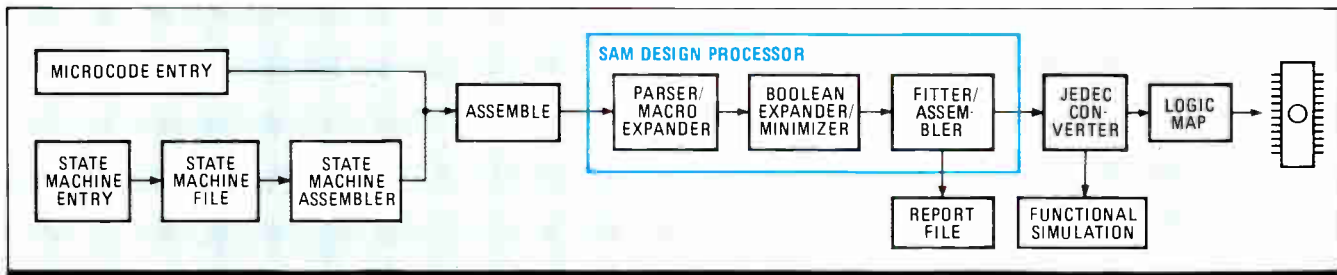 MICROCODE ENTRY
STATE
MACHINE
ENTRY
STATE
MACHINE
FILE
STATE
MACHINE
ASSEMBLER
ASSEMBLE
SAM DESIGN PROCESSOR
PARSER/
MACRO
EXPANDER
BOOLEAN
EXPANDER/
MINIMIZER
FITTER/
ASSEM-
BLER
REPORT
FILE
JEDEC
CON-
VERTER
FUNCTIONAL
SIMULATION
LOGIC
MAP